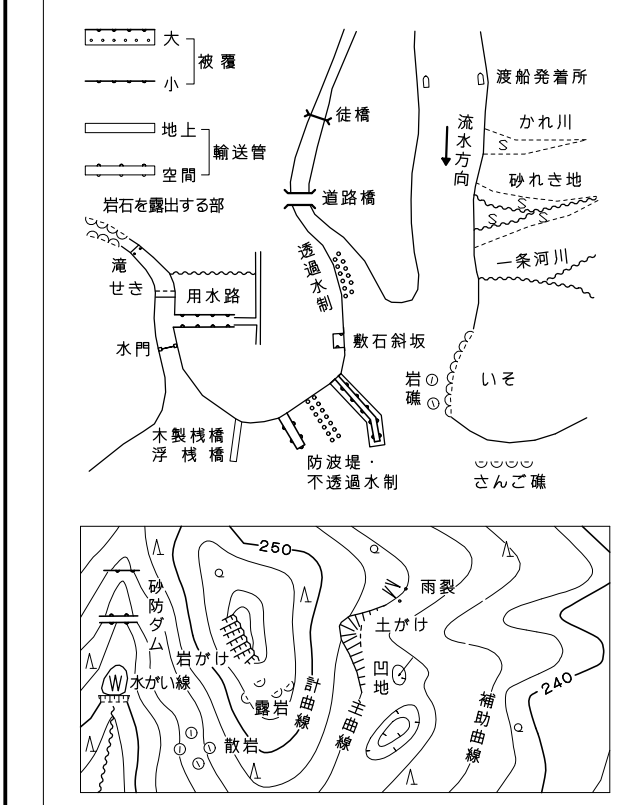 大
小
被覆
地上
空間
輸送管
岩石を露出する部
滝
せき
用水路
水門
木製桟橋
浮桟橋
徒橋
道路橋
透過水制
敷石斜坂
防波堤・
不透過水制
渡船発着所
流水方向
かれ川
砂れき地
一条河川
岩礁
いそ
さんご礁
250
砂防ダム
岩がけ
水がい線
W
露岩
散岩
計曲線
主曲線
雨裂
土がけ
凹地
補助曲線
240